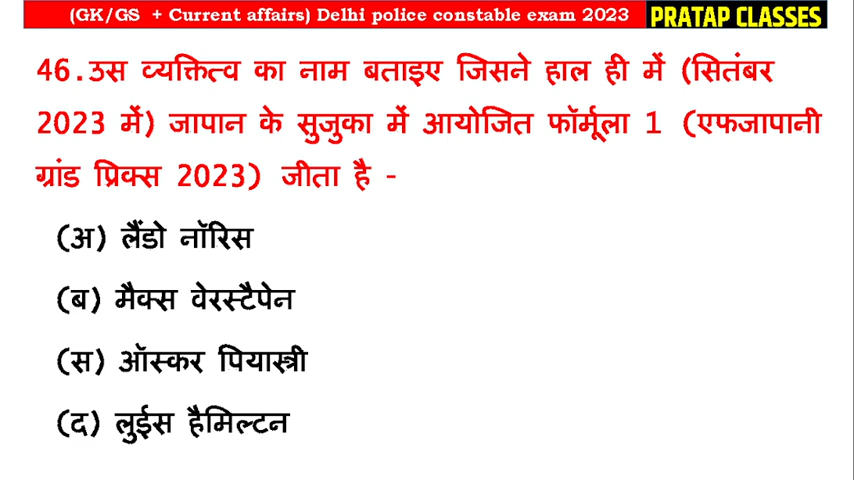 (GK/GS + Current affairs) Delhi police constable exam 2023 PRATAP CLASSES
46.उस व्यक्तित्व का नाम बताइए जिसने हाल ही में (सितंबर
2023 में) जापान के सुजुका में आयोजित फॉर्मूला 1 (एफजापानी
ग्रांड प्रिक्स 2023) जीता है -
(अ) लैंडो नॉरिस
(ब) मैक्स वेरस्टैपेन
(स) ऑस्कर पियास्त्री
(द) लुईस हैमिल्टन